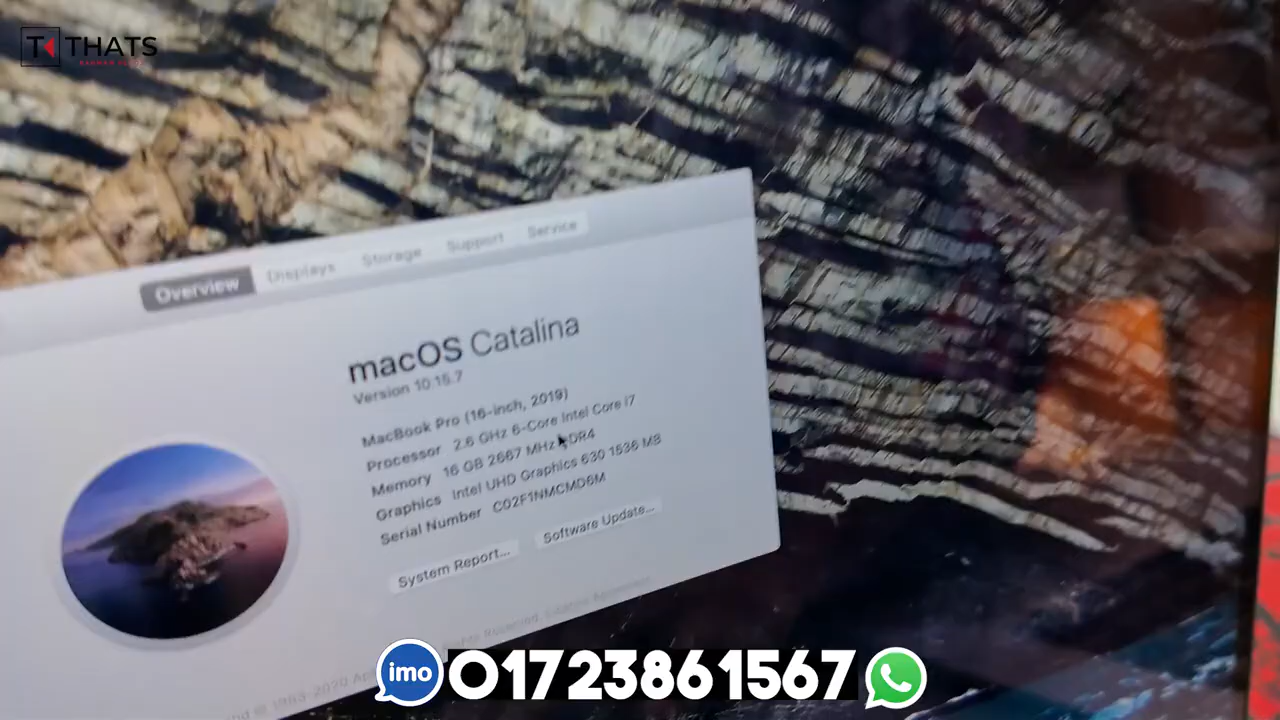 THATS
Overview Displays Storage Support Service
macOS Catalina
Version 10.15.7
MacBook Pro (16-inch, 2019)
Processor 2.6 GHz 6-Core Intel Core i7
Memory 16 GB 2667 MHz DDR4
Graphics Intel UHD Graphics 630 1536 MB
Serial Number C02F1NMCMD6M
System Report... Software Update...
imo 01723861567